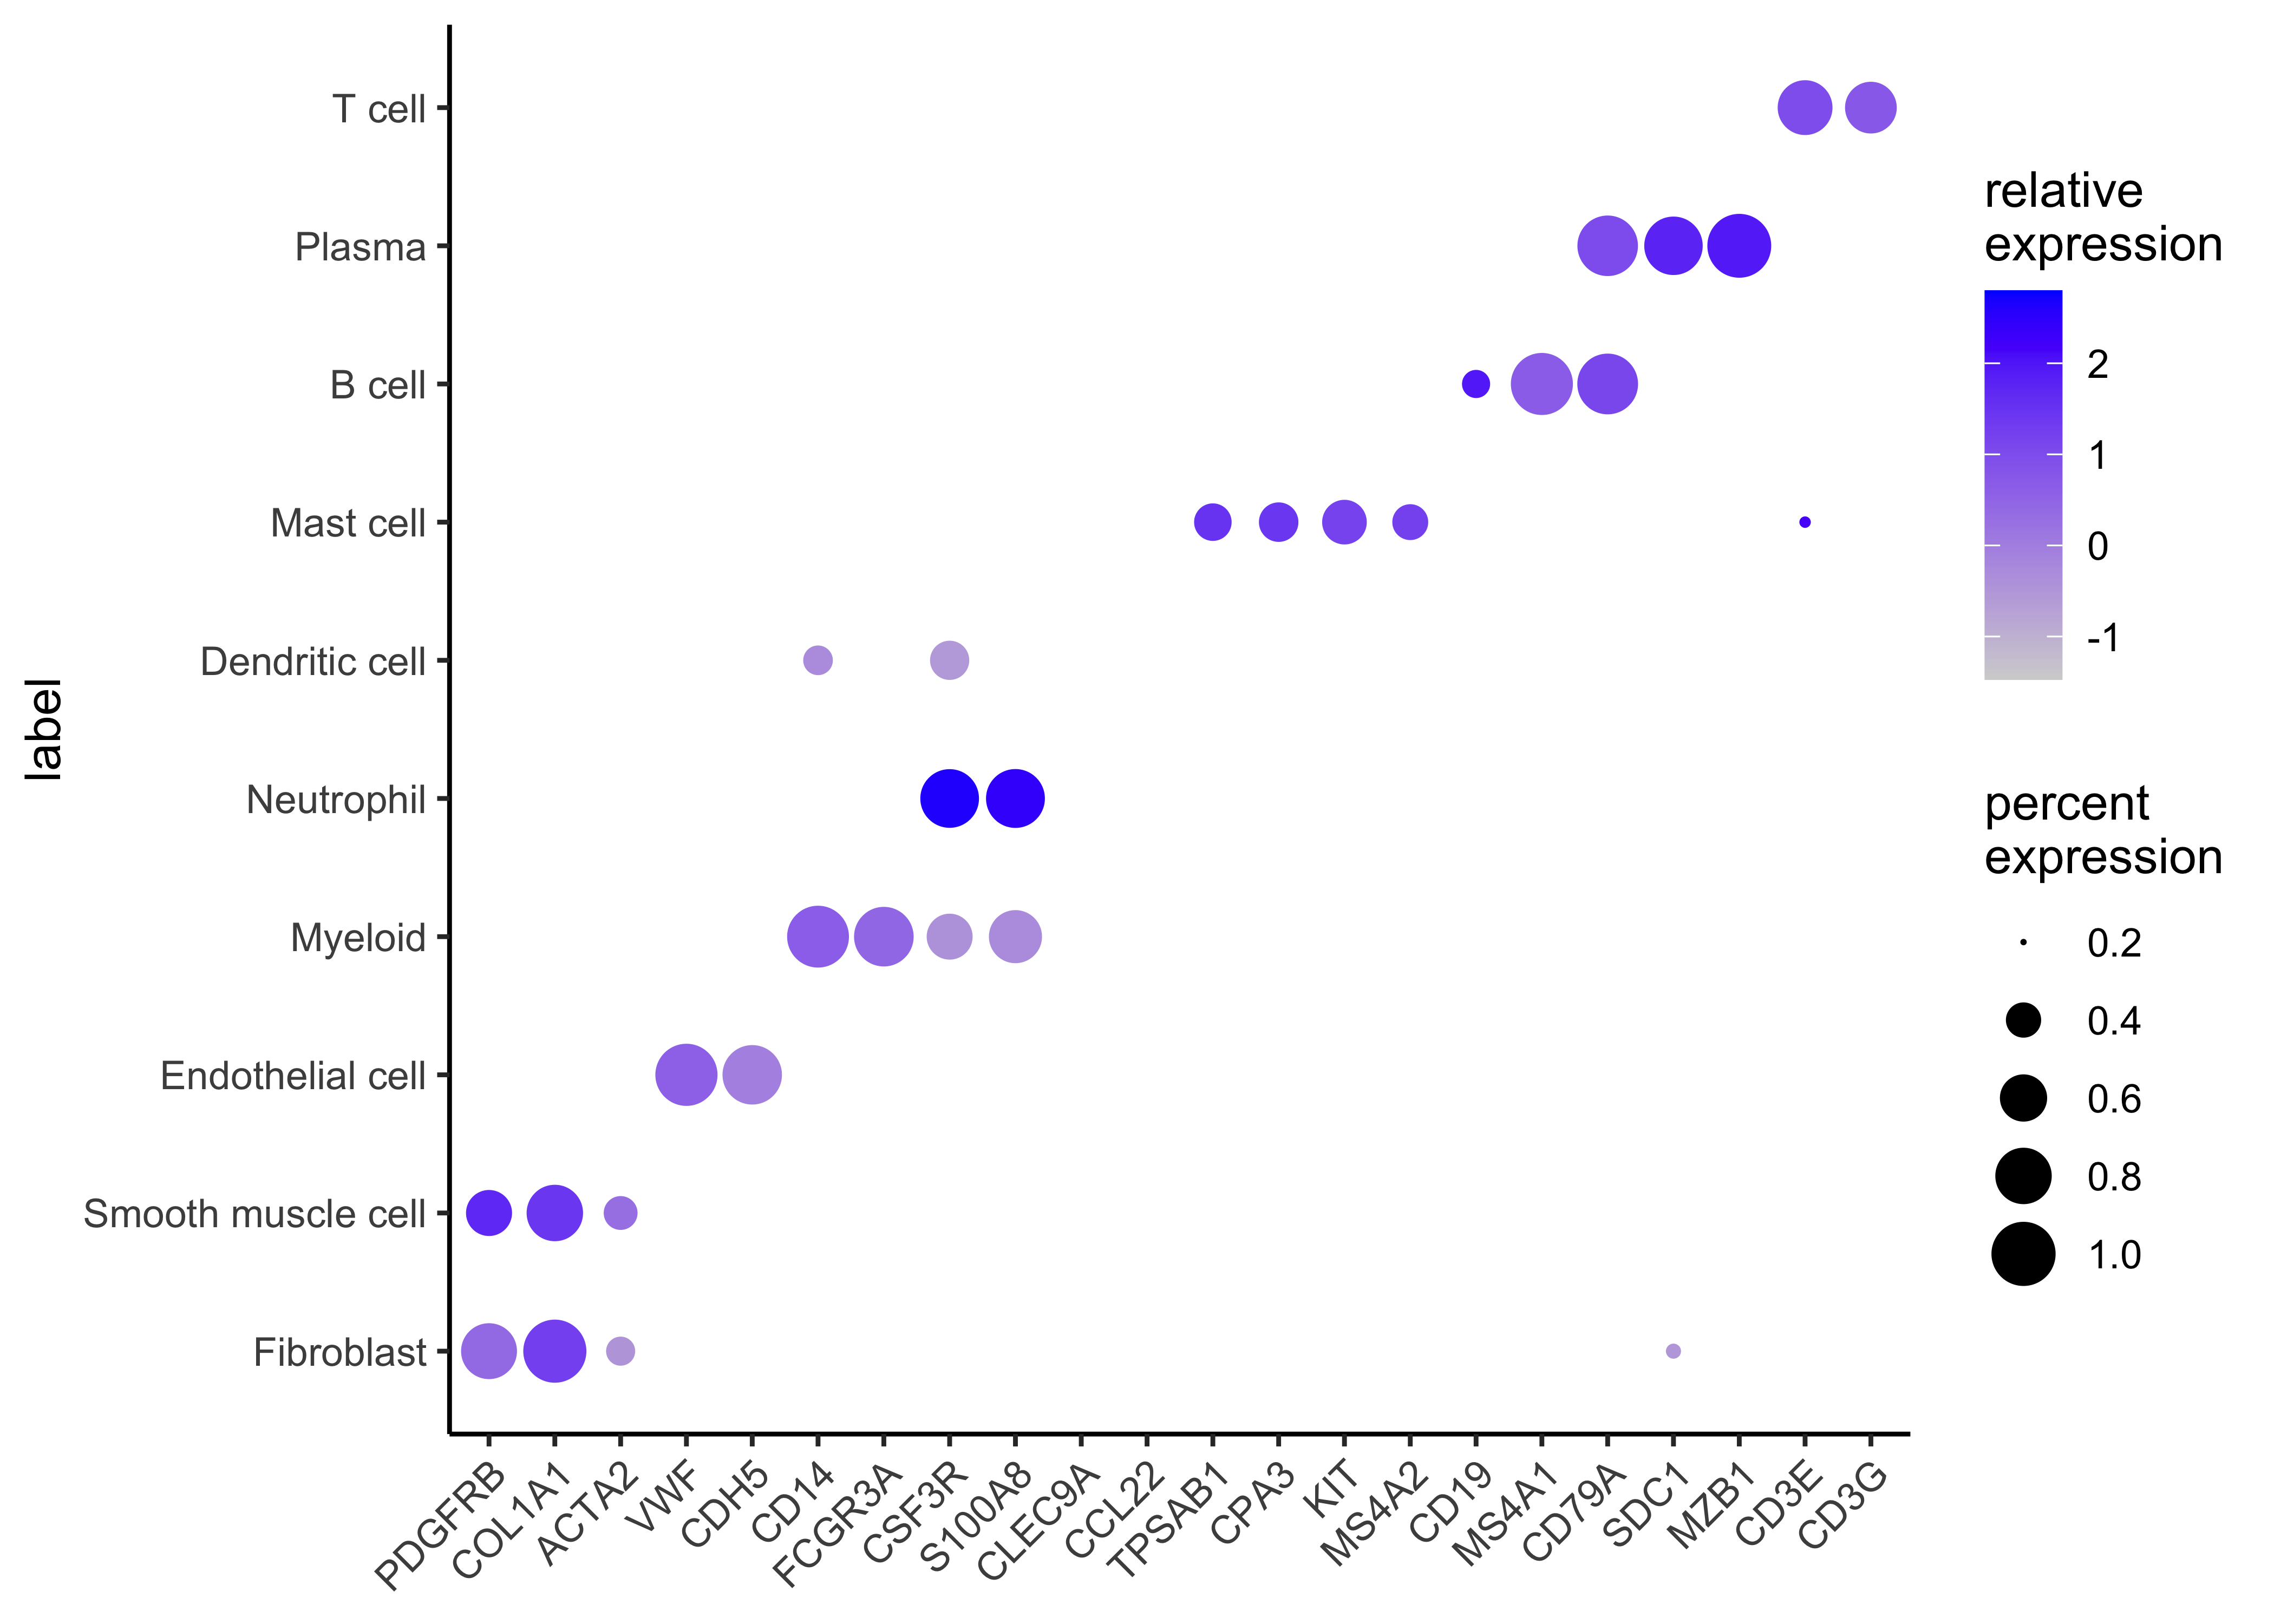 label
T cell
Plasma
B cell
Mast cell
Dendritic cell
Neutrophil
Myeloid
Endothelial cell
Smooth muscle cell
Fibroblast
PDGFRB
COL1A1
ACTA2
VWF
CDH5
CD14
FCGR3A
CSF3R
S100A8
CLEC9A
CCL22
TPSAB1
CPA3
KIT
MS4A2
CD19
MS4A1
CD79A
SDC1
MZB1
CD3E
CD3G
relative
expression
2
1
0
-1
percent
expression
0.2
0.4
0.6
0.8
1.0